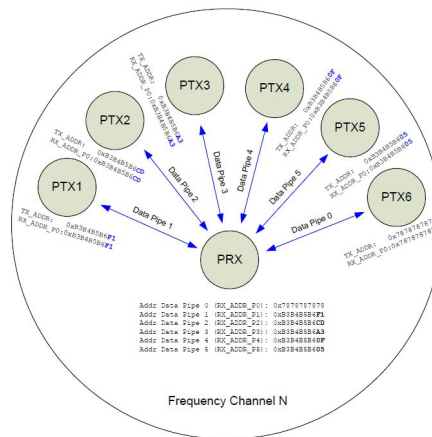 PTX3
TX_ADDR: 0xB3B4B5B6A3
RX_ADDR_P0:0xB3B4B5B6A3
PTX4
TX_ADDR: 0xB3B4B5B60F
RX_ADDR_P0:0xB3B4B5B60F
PTX2
TX_ADDR: 0xB3B4B5B6CD
RX_ADDR_P0:0xB3B4B5B6CD
PTX5
TX_ADDR: 0xB3B4B5B605
RX_ADDR_P0:0xB3B4B5B605
PTX1
TX_ADDR: 0xB3B4B5B6F1
RX_ADDR_P0:0xB3B4B5B6F1
PTX6
TX_ADDR:
RX_ADDR_P0:
Data Pipe 1
Data Pipe 2
Data Pipe 3
Data Pipe 4
Data Pipe 5
Data Pipe 0
PRX
Addr Data Pipe 0 (RX_ADDR_P0): 0x7878787878
Addr Data Pipe 1 (RX_ADDR_P1): 0xB3B4B5B6F1
Addr Data Pipe 2 (RX_ADDR_P2): 0xB3B4B5B6CD
Addr Data Pipe 3 (RX_ADDR_P3): 0xB3B4B5B6A3
Addr Data Pipe 4 (RX_ADDR_P4): 0xB3B4B5B60F
Addr Data Pipe 5 (RX_ADDR_P5): 0xB3B4B5B605
Frequency Channel N